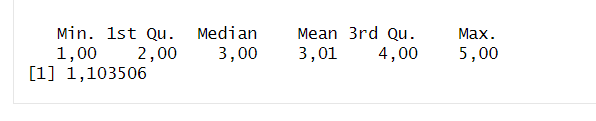 Min. 1st Qu. Median Mean 3rd Qu. Max.
1,00 2,00 3,00 3,01 4,00 5,00
[1] 1,103506